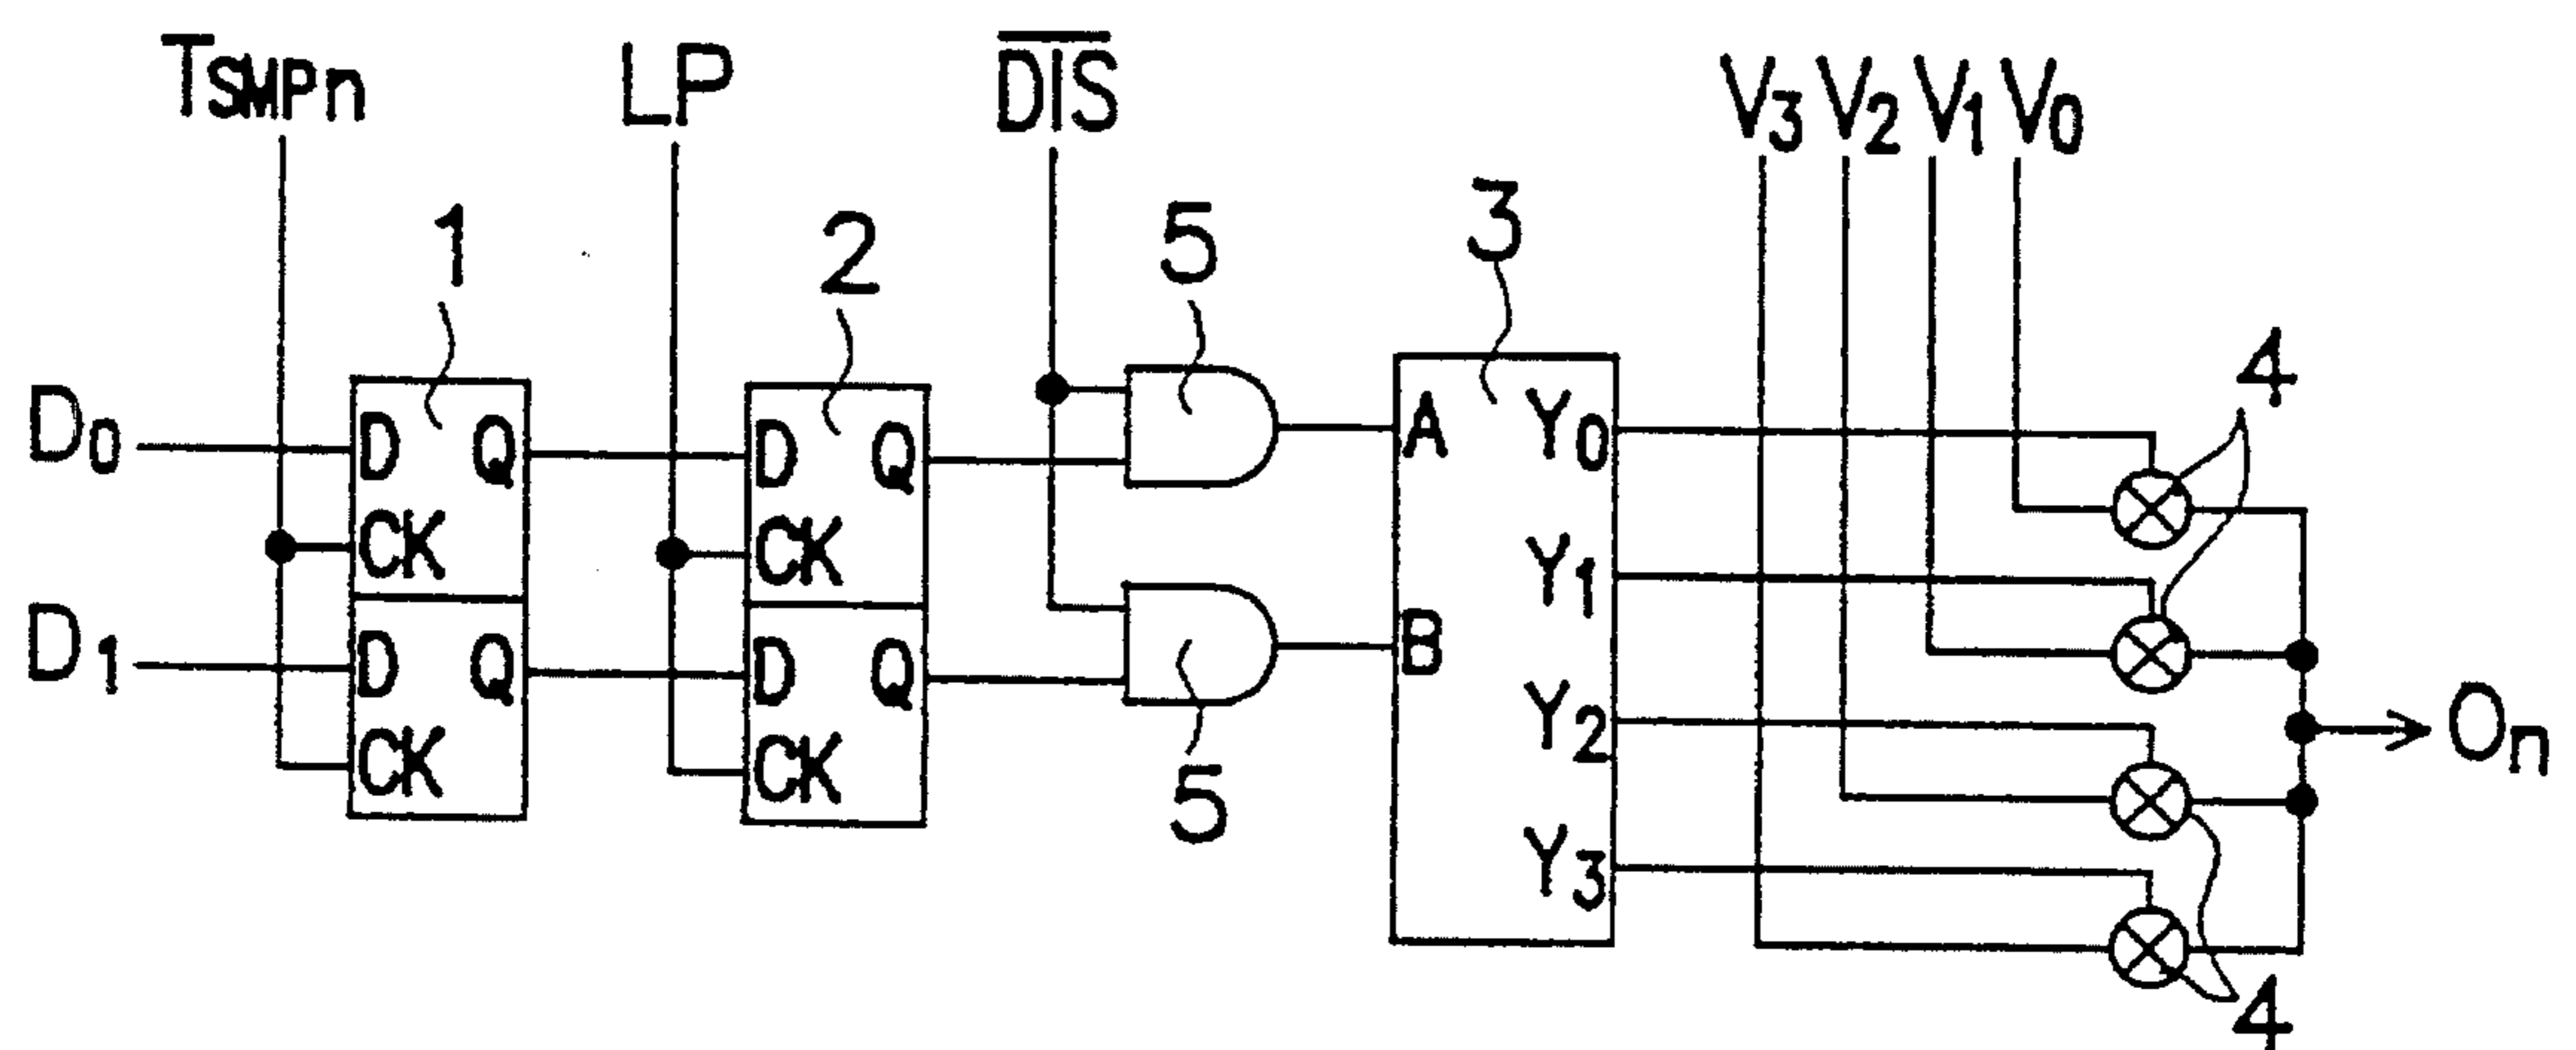 TSMPn LP D̅I̅S̅ V3 V2 V1 V0
1 2 5 3 4
D0 D Q D Q A Y0
CK CK Y1
D1 D Q D Q B Y2
CK CK Y3
5 On
4